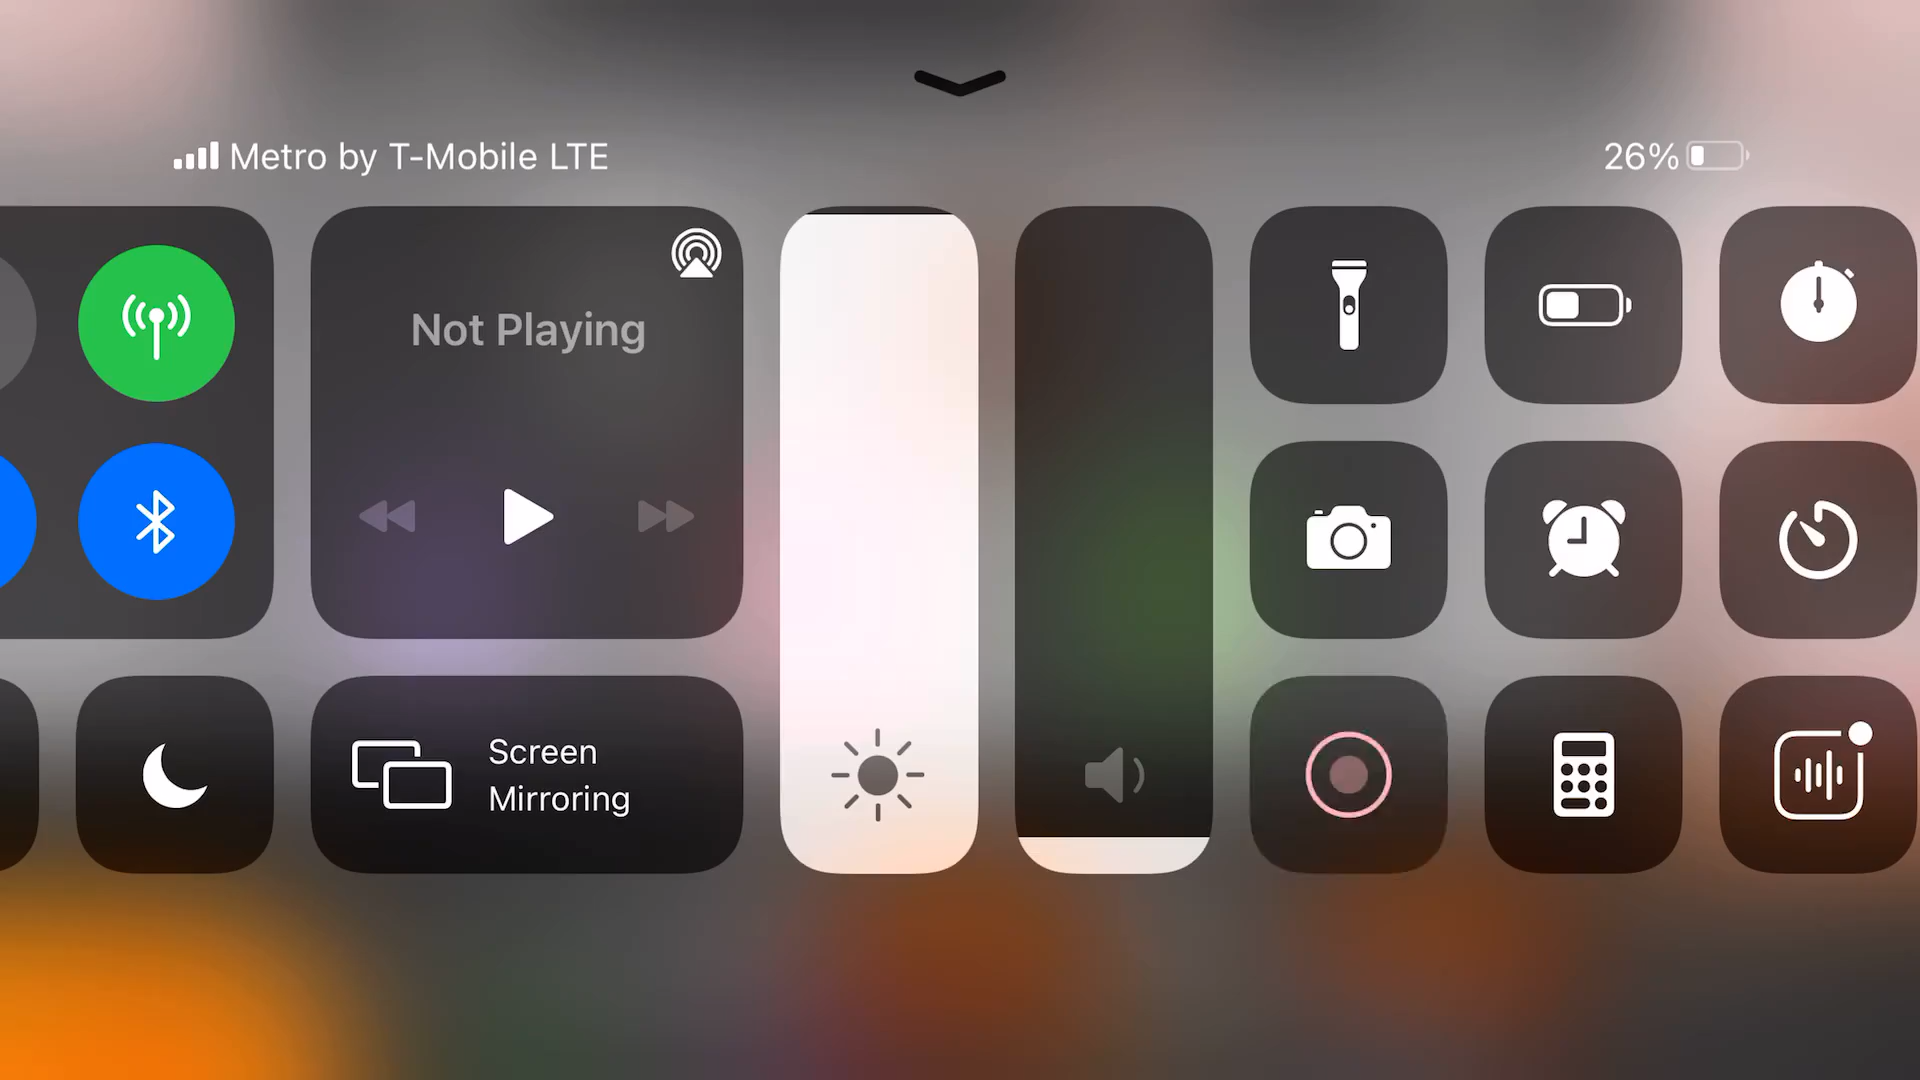 Metro by T-Mobile LTE
26%
Not Playing
Screen
Mirroring